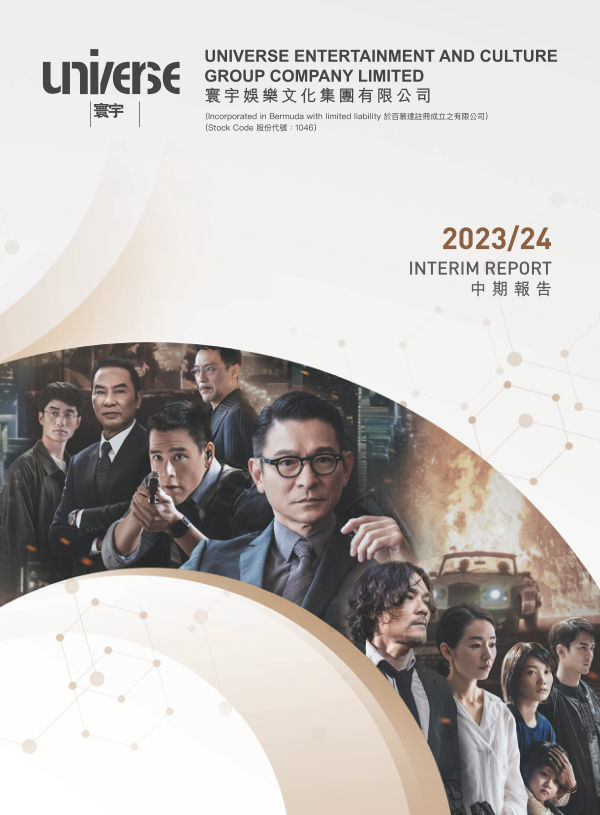 UNIVERSE
寰宇
UNIVERSE ENTERTAINMENT AND CULTURE
GROUP COMPANY LIMITED
寰宇娛樂文化集團有限公司
(Incorporated in Bermuda with limited liability 於百慕達註冊成立之有限公司)
(Stock Code 股份代號：1046)
2023/24
INTERIM REPORT
中期報告